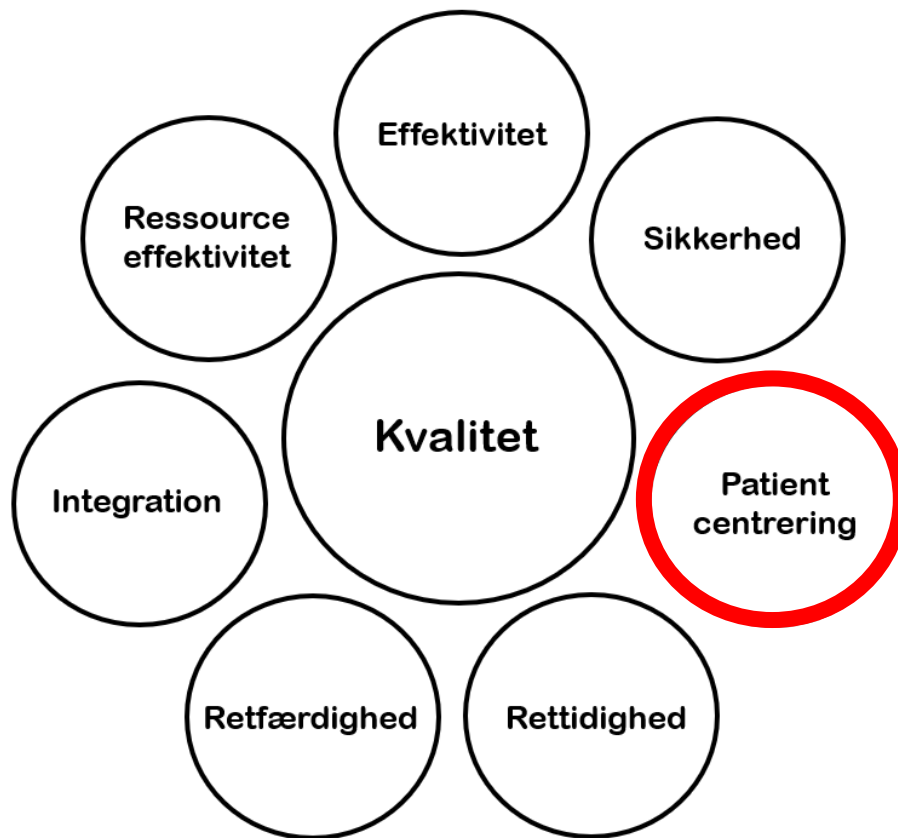 Effektivitet
Ressource
effektivitet
Sikkerhed
Kvalitet
Integration
Patient
centrering
Retfærdighed
Rettidighed